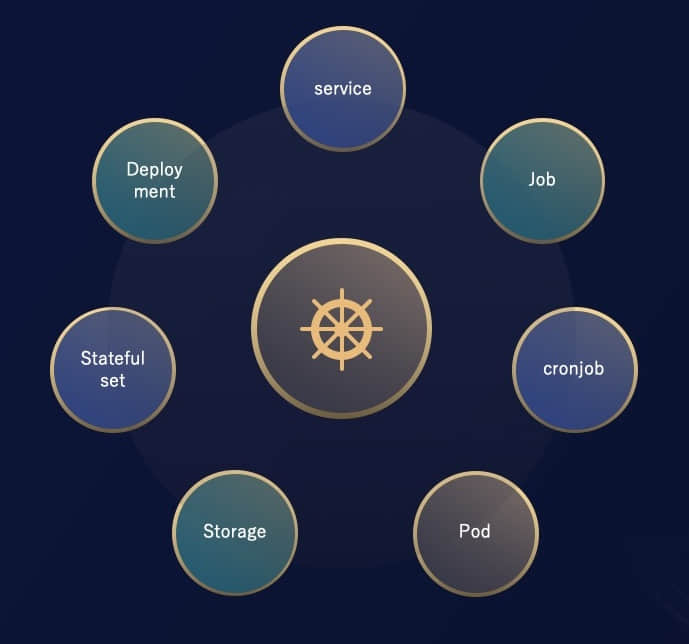 service
Deploy
ment
Job
Stateful
set
cronjob
Storage
Pod